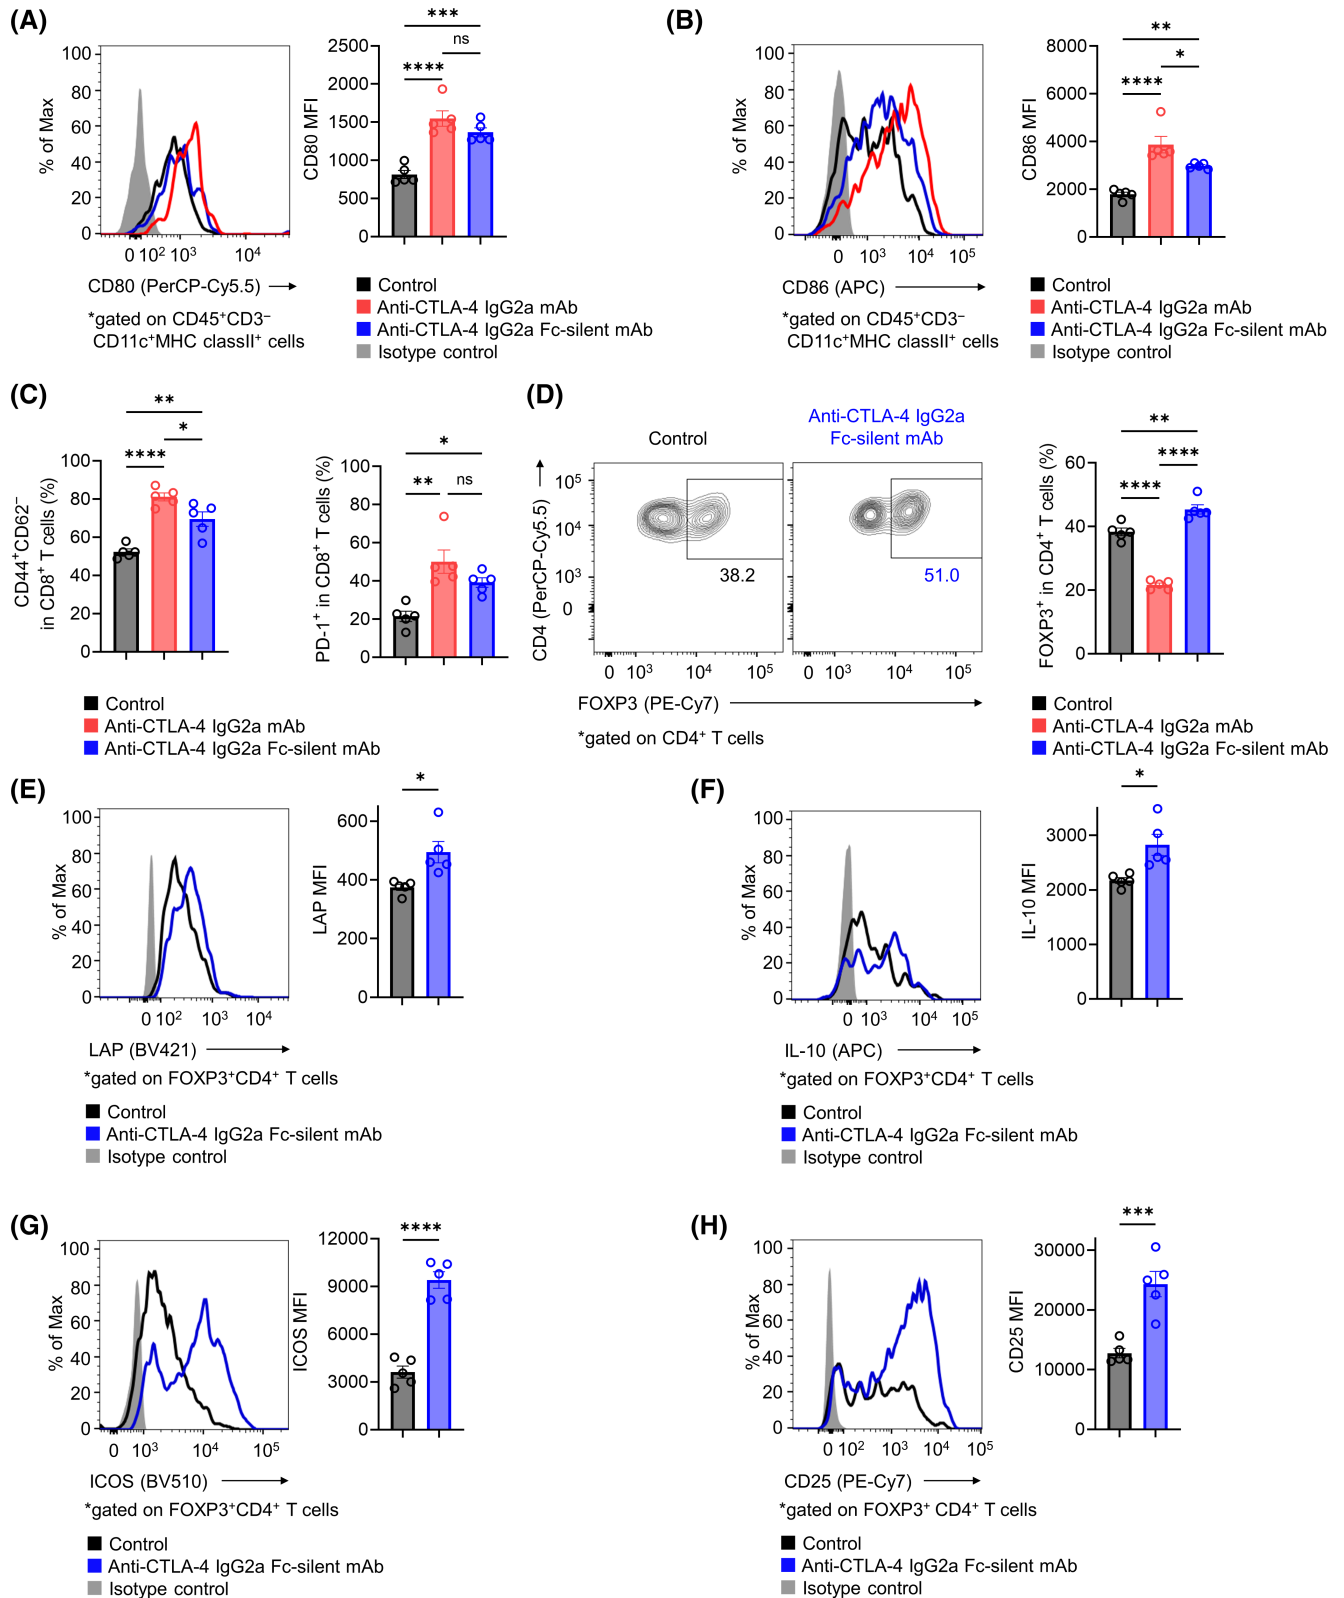 (A)
% of Max
100
80
60
40
20
0
0 10² 10³ 10⁴
CD80 (PerCP-Cy5.5)
*gated on CD45⁺CD3⁻
CD11c⁺MHC classII⁺ cells
CD80 MFI
2500
2000
1500
1000
500
0
***
ns
****
Control
Anti-CTLA-4 IgG2a mAb
Anti-CTLA-4 IgG2a Fc-silent mAb
Isotype control
(B)
% of Max
100
80
60
40
20
0
0 10³ 10⁴ 10⁵
CD86 (APC)
*gated on CD45⁺CD3⁻
CD11c⁺MHC classII⁺ cells
CD86 MFI
8000
6000
4000
2000
0
**
*
****
Control
Anti-CTLA-4 IgG2a mAb
Anti-CTLA-4 IgG2a Fc-silent mAb
Isotype control
(C)
CD44⁺CD62⁻
in CD8⁺ T cells (%)
100
80
60
40
20
0
**
*
****
PD-1⁺ in CD8⁺ T cells (%)
100
80
60
40
20
0
*
**
ns
Control
Anti-CTLA-4 IgG2a mAb
Anti-CTLA-4 IgG2a Fc-silent mAb
(D)
Control
Anti-CTLA-4 IgG2a
Fc-silent mAb
CD4 (PerCP-Cy5.5)
10⁵
10⁴
10³
0
38.2
51.0
0 10³ 10⁴ 10⁵
0 10³ 10⁴ 10⁵
FOXP3 (PE-Cy7)
*gated on CD4⁺ T cells
FOXP3⁺ in CD4⁺ T cells (%)
60
40
20
0
**
****
****
Control
Anti-CTLA-4 IgG2a mAb
Anti-CTLA-4 IgG2a Fc-silent mAb
(E)
% of Max
100
80
60
40
20
0
0 10² 10³ 10⁴
LAP (BV421)
*gated on FOXP3⁺CD4⁺ T cells
LAP MFI
600
400
200
0
*
Control
Anti-CTLA-4 IgG2a Fc-silent mAb
Isotype control
(F)
% of Max
100
80
60
40
20
0
0 10³ 10⁴ 10⁵
IL-10 (APC)
*gated on FOXP3⁺CD4⁺ T cells
IL-10 MFI
3000
2000
1000
0
*
Control
Anti-CTLA-4 IgG2a Fc-silent mAb
Isotype control
(G)
% of Max
100
80
60
40
20
0
0 10³ 10⁴ 10⁵
ICOS (BV510)
*gated on FOXP3⁺CD4⁺ T cells
ICOS MFI
12000
9000
6000
3000
0
****
Control
Anti-CTLA-4 IgG2a Fc-silent mAb
Isotype control
(H)
% of Max
100
80
60
40
20
0
0 10² 10³ 10⁴ 10⁵
CD25 (PE-Cy7)
*gated on FOXP3⁺ CD4⁺ T cells
CD25 MFI
30000
20000
10000
0
***
Control
Anti-CTLA-4 IgG2a Fc-silent mAb
Isotype control